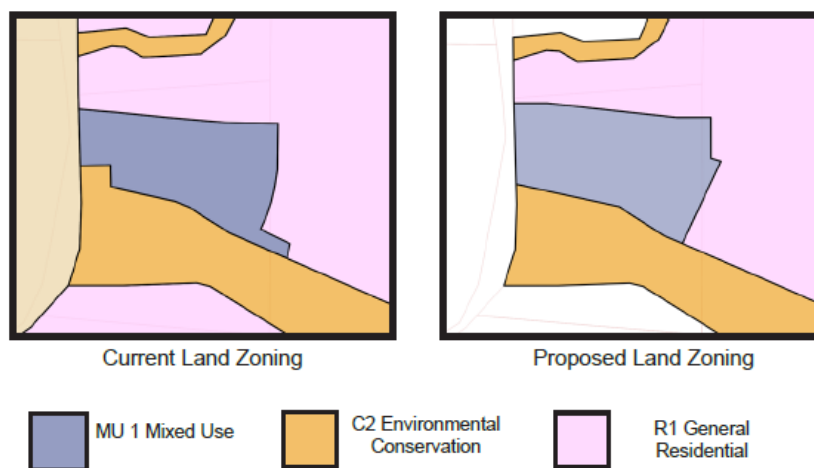 Current Land Zoning
Proposed Land Zoning
MU 1 Mixed Use
C2 Environmental
Conservation
R1 General
Residential